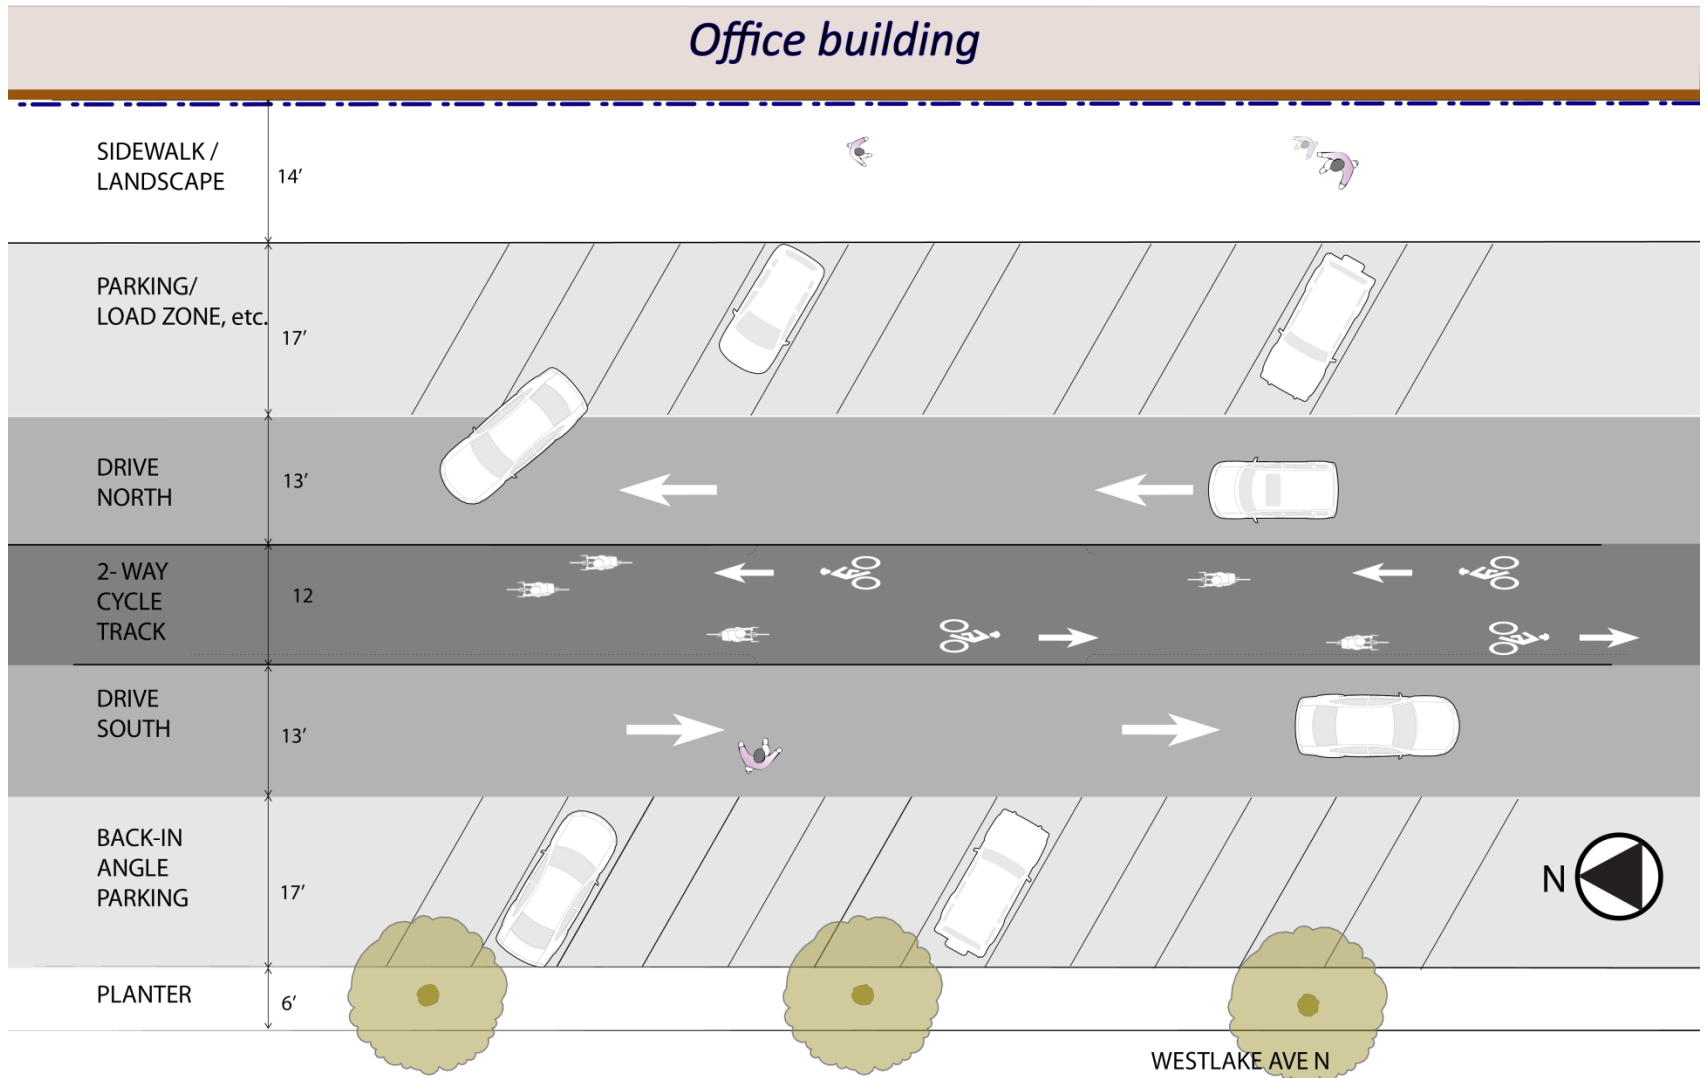 Office building
SIDEWALK /
LANDSCAPE
14’
PARKING/
LOAD ZONE, etc.
17’
DRIVE
NORTH
13’
2- WAY
CYCLE
TRACK
12
DRIVE
SOUTH
13’
BACK-IN
ANGLE
PARKING
17’
N
PLANTER
6’
WESTLAKE AVE N